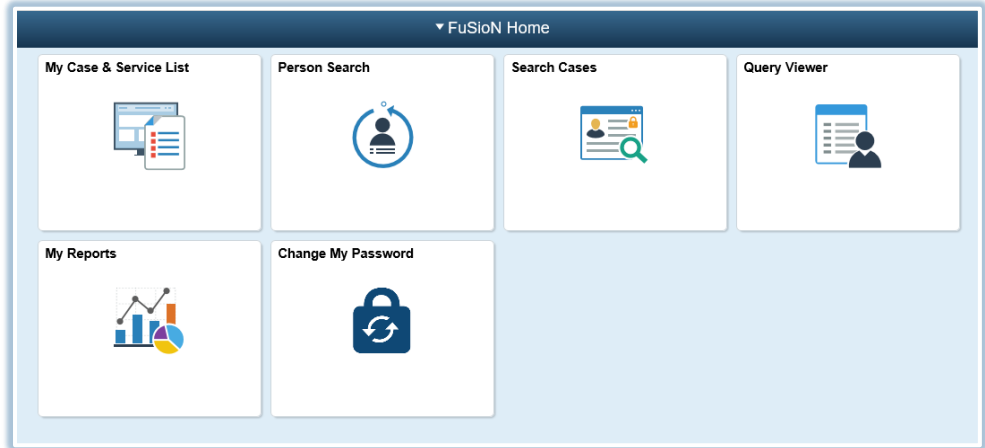 FuSioN Home
My Case & Service List
Person Search
Search Cases
Query Viewer
My Reports
Change My Password